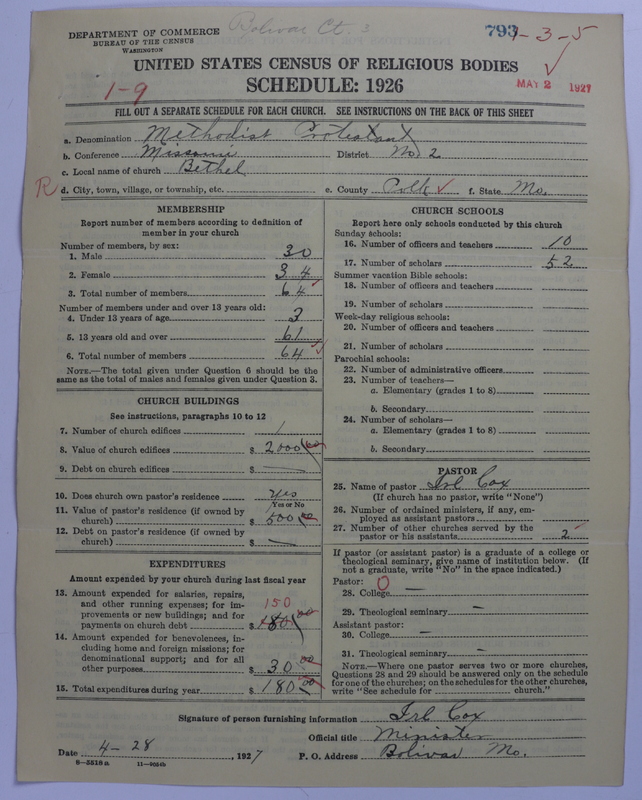 Bolivar Ct. 3
DEPARTMENT OF COMMERCE
BUREAU OF THE CENSUS
WASHINGTON
793
1-3-5
UNITED STATES CENSUS OF RELIGIOUS BODIES
SCHEDULE: 1926
MAY 2 1927
1-9
FILL OUT A SEPARATE SCHEDULE FOR EACH CHURCH. SEE INSTRUCTIONS ON THE BACK OF THIS SHEET
a. Denomination Methodist Protestant
b. Conference Missouri District No 2
c. Local name of church Bethel
R d. City, town, village, or township, etc. e. County Polk f. State Mo.
MEMBERSHIP
Report number of members according to definition of member in your church
Number of members, by sex:
1. Male 30
2. Female 34
3. Total number of members 64
Number of members under and over 13 years old:
4. Under 13 years of age 3
5. 13 years old and over 61
6. Total number of members 64
NOTE.—The total given under Question 6 should be the same as the total of males and females given under Question 3.
CHURCH BUILDINGS
See instructions, paragraphs 10 to 12
7. Number of church edifices 1
8. Value of church edifices $ 2000 00
9. Debt on church edifices $ —
10. Does church own pastor's residence yes
Yes or No
11. Value of pastor's residence (if owned by church) $ 500 00
12. Debt on pastor's residence (if owned by church) $ —
EXPENDITURES
Amount expended by your church during last fiscal year
13. Amount expended for salaries, repairs, and other running expenses; for improvements or new buildings; and for payments on church debt $ 180 00
150
14. Amount expended for benevolences, including home and foreign missions; for denominational support; and for all other purposes $ 30 00
15. Total expenditures during year $ 180 00
CHURCH SCHOOLS
Report here only schools conducted by this church
Sunday schools:
16. Number of officers and teachers 10
17. Number of scholars 52
Summer vacation Bible schools:
18. Number of officers and teachers
19. Number of scholars
Week-day religious schools:
20. Number of officers and teachers
21. Number of scholars
Parochial schools:
22. Number of administrative officers
23. Number of teachers—
a. Elementary (grades 1 to 8)
b. Secondary
24. Number of scholars—
a. Elementary (grades 1 to 8)
b. Secondary
PASTOR
25. Name of pastor Irl Cox
(If church has no pastor, write "None")
26. Number of ordained ministers, if any, employed as assistant pastors
27. Number of other churches served by the pastor or his assistants 2
If pastor (or assistant pastor) is a graduate of a college or theological seminary, give name of institution below. (If not a graduate, write "No" in the space indicated.)
Pastor: 0
28. College —
29. Theological seminary —
Assistant pastor:
30. College —
31. Theological seminary —
NOTE.—Where one pastor serves two or more churches, Questions 28 and 29 should be answered only on the schedule for one of the churches; on the schedules for the other churches, write "See schedule for church."
Signature of person furnishing information Irl Cox
Official title Minister
Date 4-28, 1927 P. O. Address Bolivar Mo.
8-5518 a 11-9054b